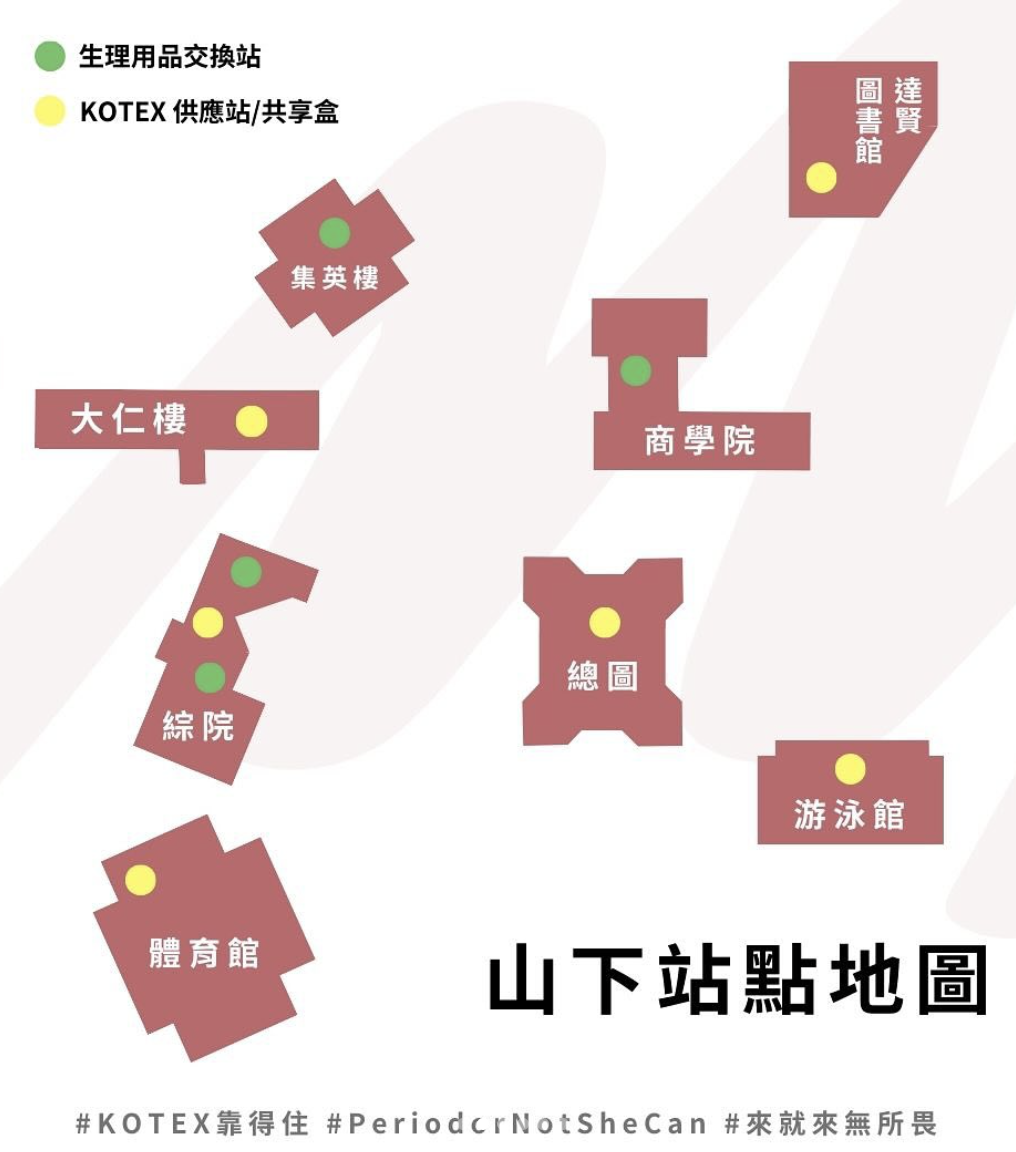 生理用品交換站
KOTEX 供應站/共享盒
達賢
圖書館
集英樓
大仁樓
商學院
綜院
總圖
游泳館
體育館
山下站點地圖
#KOTEX靠得住 #PeriodorNotSheCan #來就來無所畏